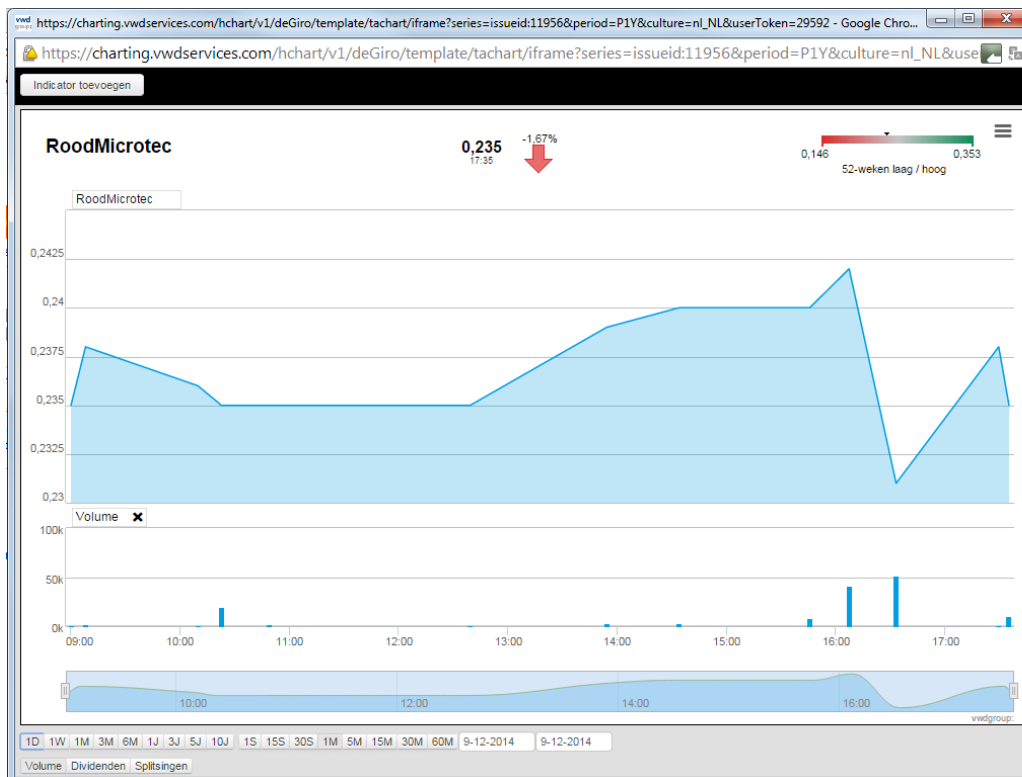 vwd group: https://charting.vwdservices.com/hchart/v1/deGiro/template/tachart/iframe?series=issueid:11956&period=P1Y&culture=nl_NL&userToken=29592 - Google Chro...
https://charting.vwdservices.com/hchart/v1/deGiro/template/tachart/iframe?series=issueid:11956&period=P1Y&culture=nl_NL&use
Indicator toevoegen
RoodMicrotec
0,235
17:35
-1,67%
0,146
0,353
52-weken laag / hoog
RoodMicrotec
0,2425
0,24
0,2375
0,235
0,2325
0,23
Volume
100k
50k
0k
09:00 10:00 11:00 12:00 13:00 14:00 15:00 16:00 17:00
10:00 12:00 14:00 16:00
vwdgroup:
1D 1W 1M 3M 6M 1J 3J 5J 10J 1S 15S 30S 1M 5M 15M 30M 60M 9-12-2014 9-12-2014
Volume Dividenden Splitsingen